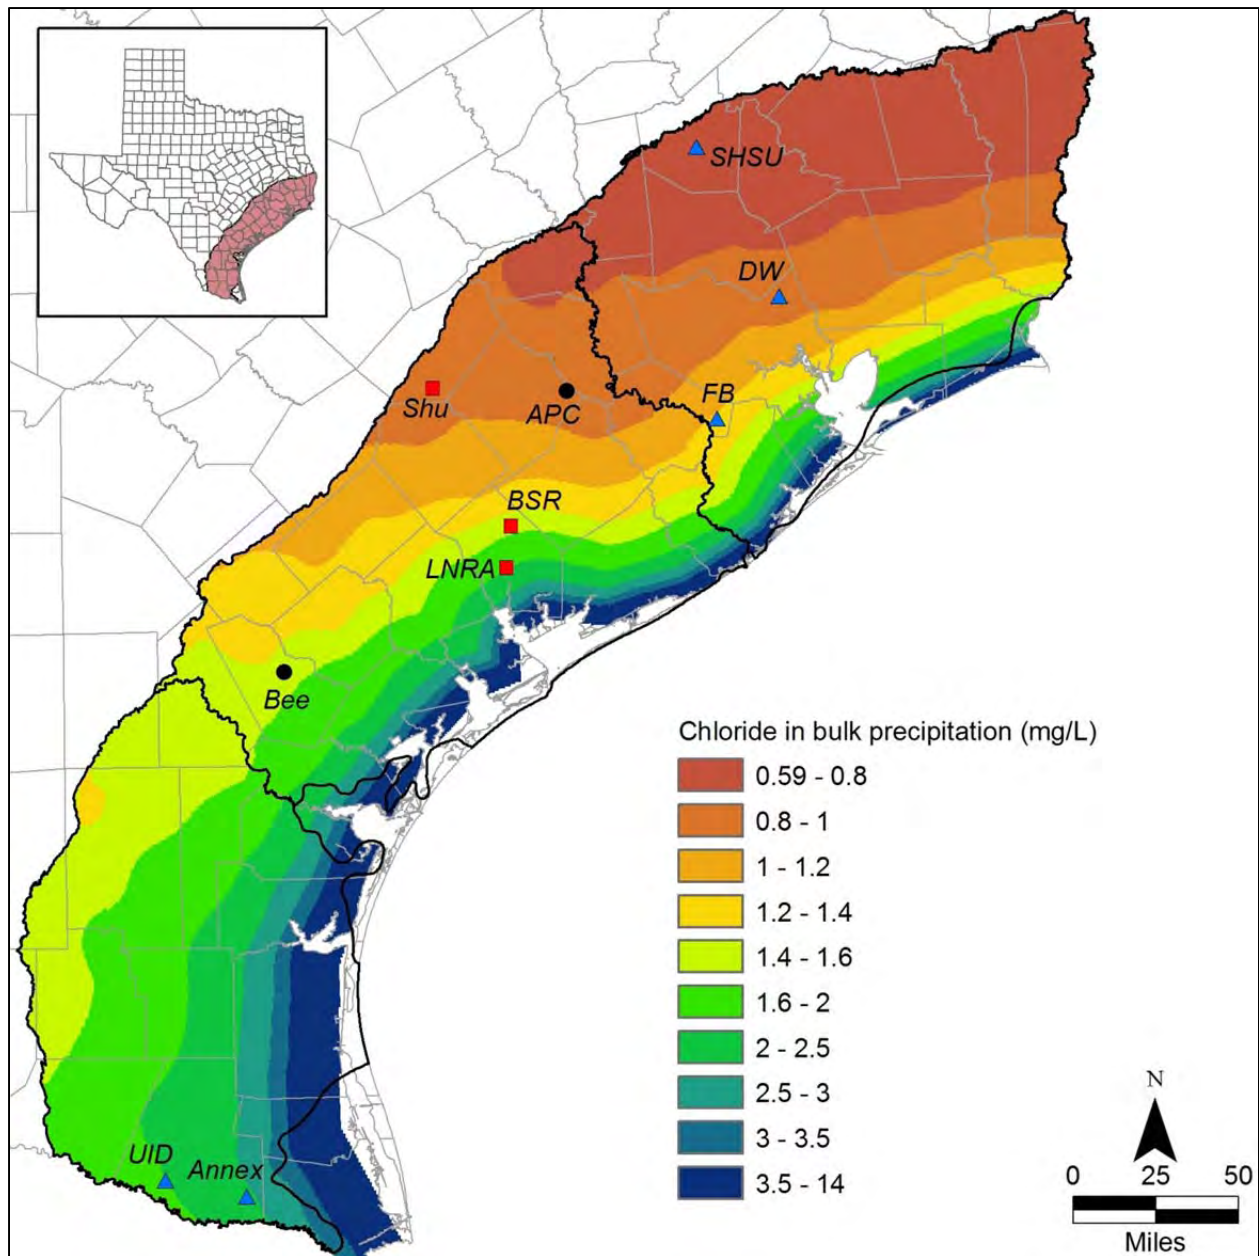 SHSU
DW
Shu
APC
FB
BSR
LNRA
Bee
Chloride in bulk precipitation (mg/L)
0.59 - 0.8
0.8 - 1
1 - 1.2
1.2 - 1.4
1.4 - 1.6
1.6 - 2
2 - 2.5
2.5 - 3
3 - 3.5
3.5 - 14
UID
Annex
N
0 25 50
Miles